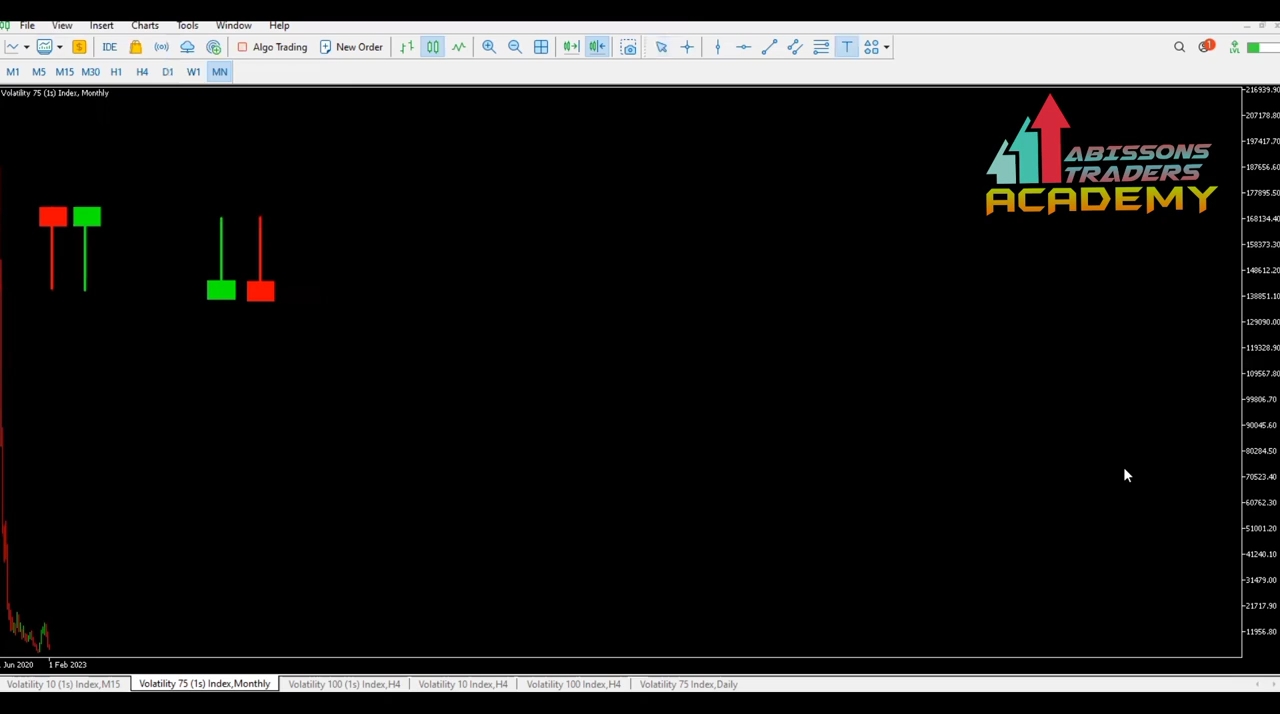 File View Insert Charts Tools Window Help
IDE Algo Trading New Order 1 LVL
M1 M5 M15 M30 H1 H4 D1 W1 MN
Volatility 75 (1s) Index, Monthly
ABISSONS
TRADERS
ACADEMY
216939.90
207178.80
197417.70
187656.60
177895.50
168134.40
158373.30
148612.20
138851.10
129090.00
119328.90
109567.80
99806.70
90045.60
80284.50
70523.40
60762.30
51001.20
41240.10
31479.00
21717.90
11956.80
Jun 2020 1 Feb 2023
Volatility 10 (1s) Index,M15 Volatility 75 (1s) Index,Monthly Volatility 100 (1s) Index,H4 Volatility 10 Index,H4 Volatility 100 Index,H4 Volatility 75 Index,Daily